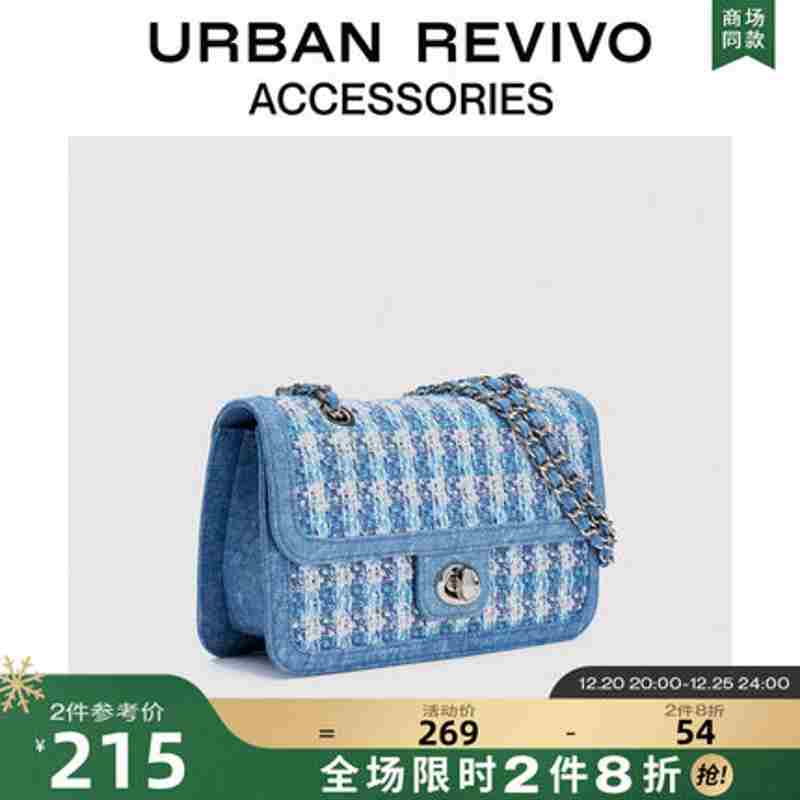 URBAN REVIVO
ACCESSORIES
商场
同款
12.20 20:00-12.25 24:00
2件参考价
¥215
=
活动价
269
-
2件8折
54
全场限时2件8折
抢!